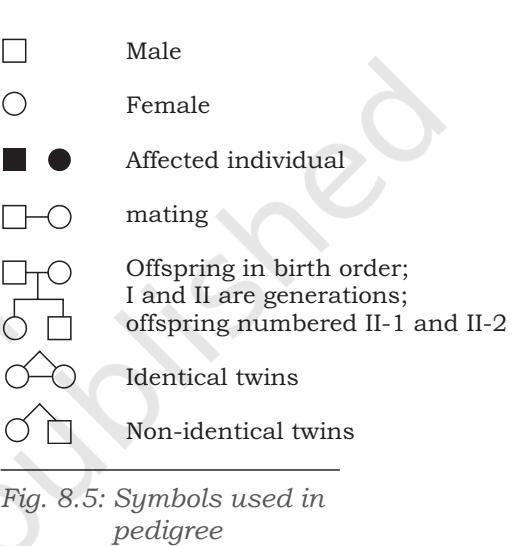 Male
Female
Affected individual
mating
Offspring in birth order;
I and II are generations;
offspring numbered II-1 and II-2
Identical twins
Non-identical twins
Fig. 8.5: Symbols used in
pedigree
ublished